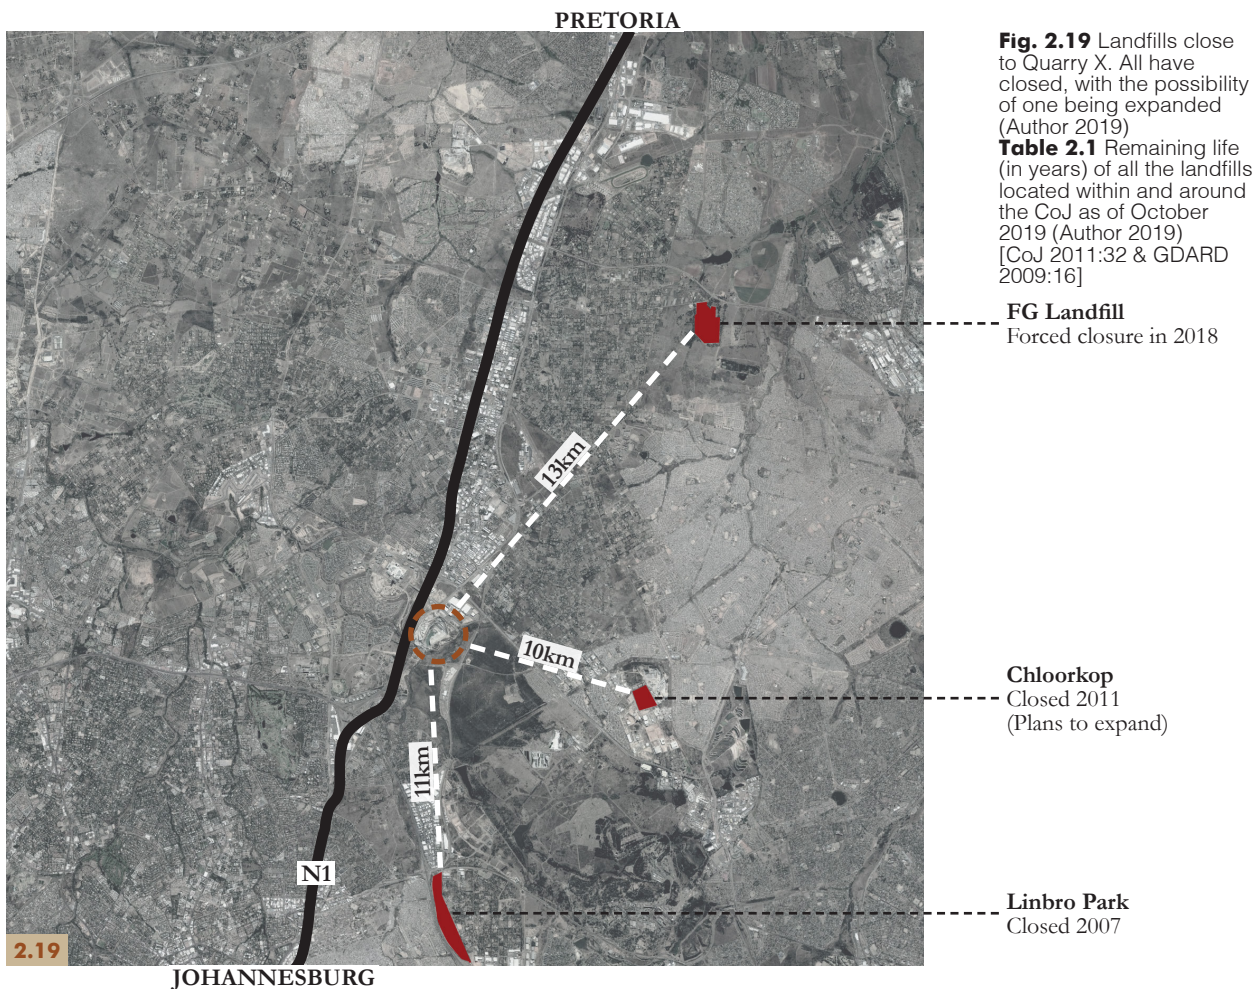 PRETORIA
Fig. 2.19 Landfills close
to Quarry X. All have
closed, with the possibility
of one being expanded
(Author 2019)
Table 2.1 Remaining life
(in years) of all the landfills
located within and around
the CoJ as of October
2019 (Author 2019)
[CoJ 2011:32 & GDARD
2009:16]
FG Landfill
Forced closure in 2018
13km
10km
Chloorkop
Closed 2011
(Plans to expand)
11km
N1
Linbro Park
Closed 2007
2.19
JOHANNESBURG